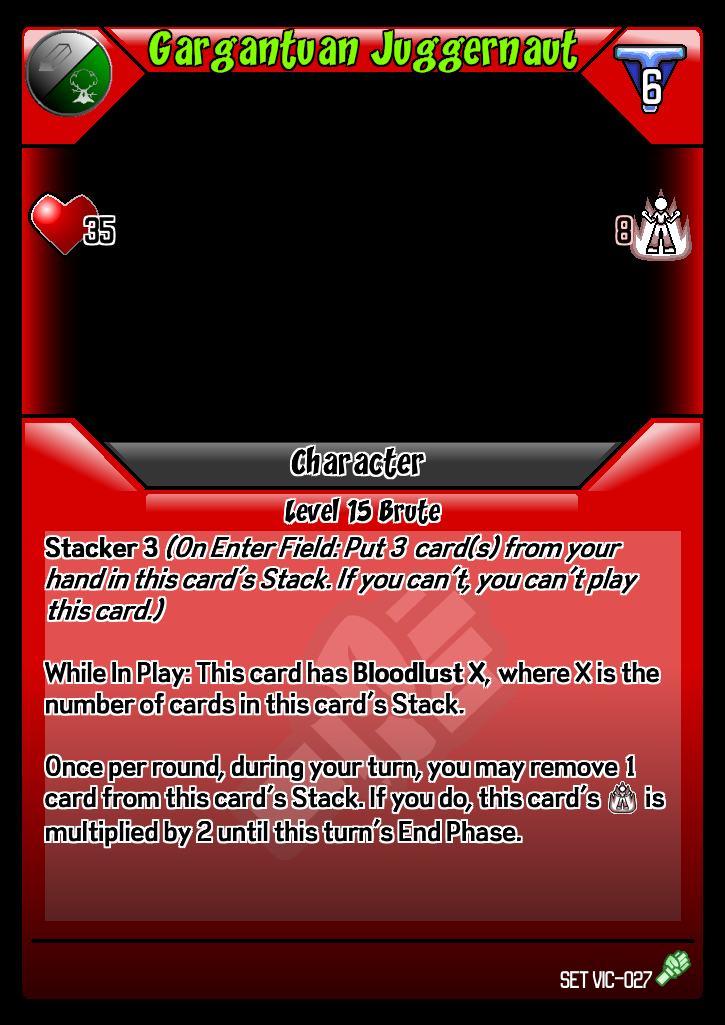 Gargantuan Juggernaut
6
35
8
Character
Level 15 Brute
Stacker 3 (On Enter Field: Put 3 card(s) from your
hand in this card's Stack. If you can't, you can't play
this card.)
While In Play: This card has Bloodlust X, where X is the
number of cards in this card's Stack.
Once per round, during your turn, you may remove 1
card from this card's Stack. If you do, this card's is
multiplied by 2 until this turn's End Phase.
SET VIC-027